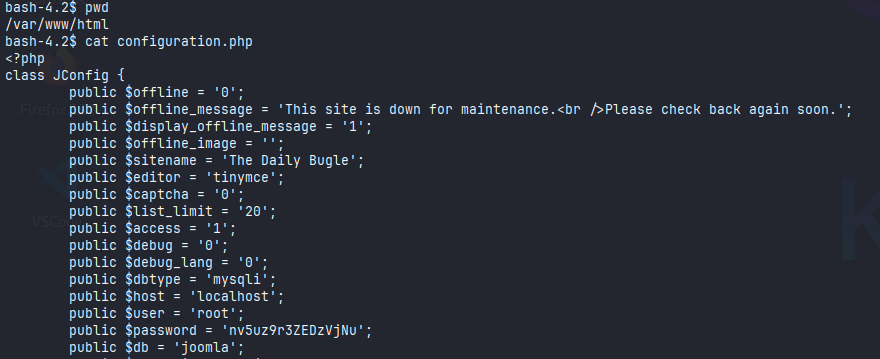 bash-4.2$ pwd
/var/www/html
bash-4.2$ cat configuration.php
<?php
class JConfig {
        public $offline = '0';
        public $offline_message = 'This site is down for maintenance.<br />Please check back again soon.';
        public $display_offline_message = '1';
        public $offline_image = '';
        public $sitename = 'The Daily Bugle';
        public $editor = 'tinymce';
        public $captcha = '0';
        public $list_limit = '20';
        public $access = '1';
        public $debug = '0';
        public $debug_lang = '0';
        public $dbtype = 'mysqli';
        public $host = 'localhost';
        public $user = 'root';
        public $password = 'nv5uz9r3ZEDzVjNu';
        public $db = 'joomla';